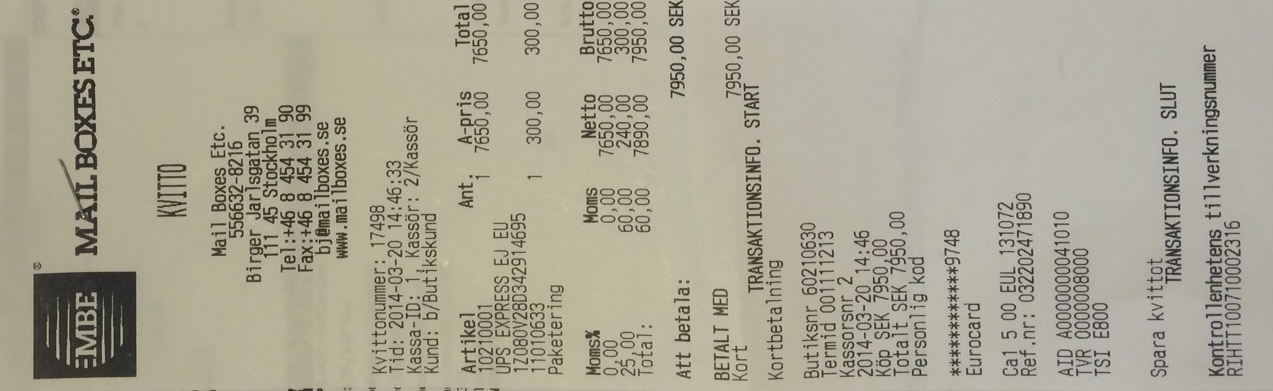 MBE MAIL BOXES ETC.®
KVITTO
Mail Boxes Etc.
556632-8216
Birger Jarlsgatan 39
111 45 Stockholm
Tel:+46 8 454 31 90
Fax:+46 8 454 31 99
bj@mailboxes.se
www.mailboxes.se
Kvittonummer: 17498
Tid: 2014-03-20 14:46:33
Kassa-ID: 1, Kassör: 2/Kassör
Kund: b/Butikskund
Artikel Ant. A-pris Total
10210001 1 7650,00 7650,00
UPS EXPRESS EJ EU
1Z080V28D342914695
11010633 1 300,00 300,00
Paketering
Moms% Moms Netto Brutto
0,00 0,00 7650,00 7650,00
25,00 60,00 240,00 300,00
Total: 60,00 7890,00 7950,00
Att betala: 7950,00 SEK
BETALT MED
Kort 7950,00 SEK
TRANSAKTIONSINFO. START
Kortbetalning
Butiksnr 60210630
Termid 001111213
Kassorsnr 2
2014-03-20 14:46
Köp SEK 7950,00
Totalt SEK 7950,00
Personlig kod
************9748
Eurocard
Ca1 5 00 EUL 131072
Ref.nr: 032202471890
AID A0000000041010
TVR 0000008000
TSI E800
Spara kvittot
TRANSAKTIONSINFO. SLUT
Kontrollenhetens tillverkningsnummer
RIHTT100710002316